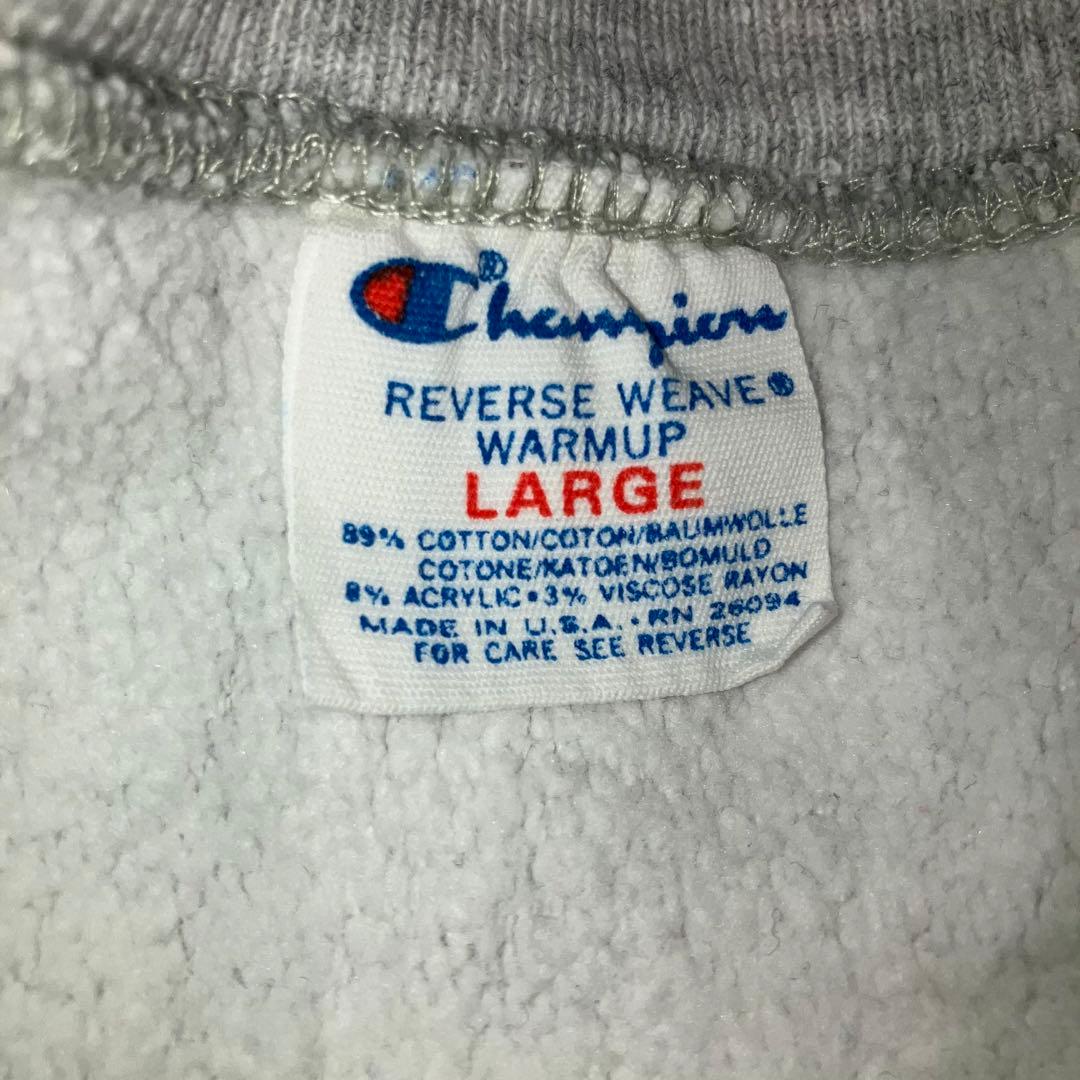 Champion®
REVERSE WEAVE®
WARMUP
LARGE
89% COTTON/COTON/BAUMWOLLE
COTONE/KATOEN/BOMULD
8% ACRYLIC • 3% VISCOSE RAYON
MADE IN U.S.A. • RN 26094
FOR CARE SEE REVERSE